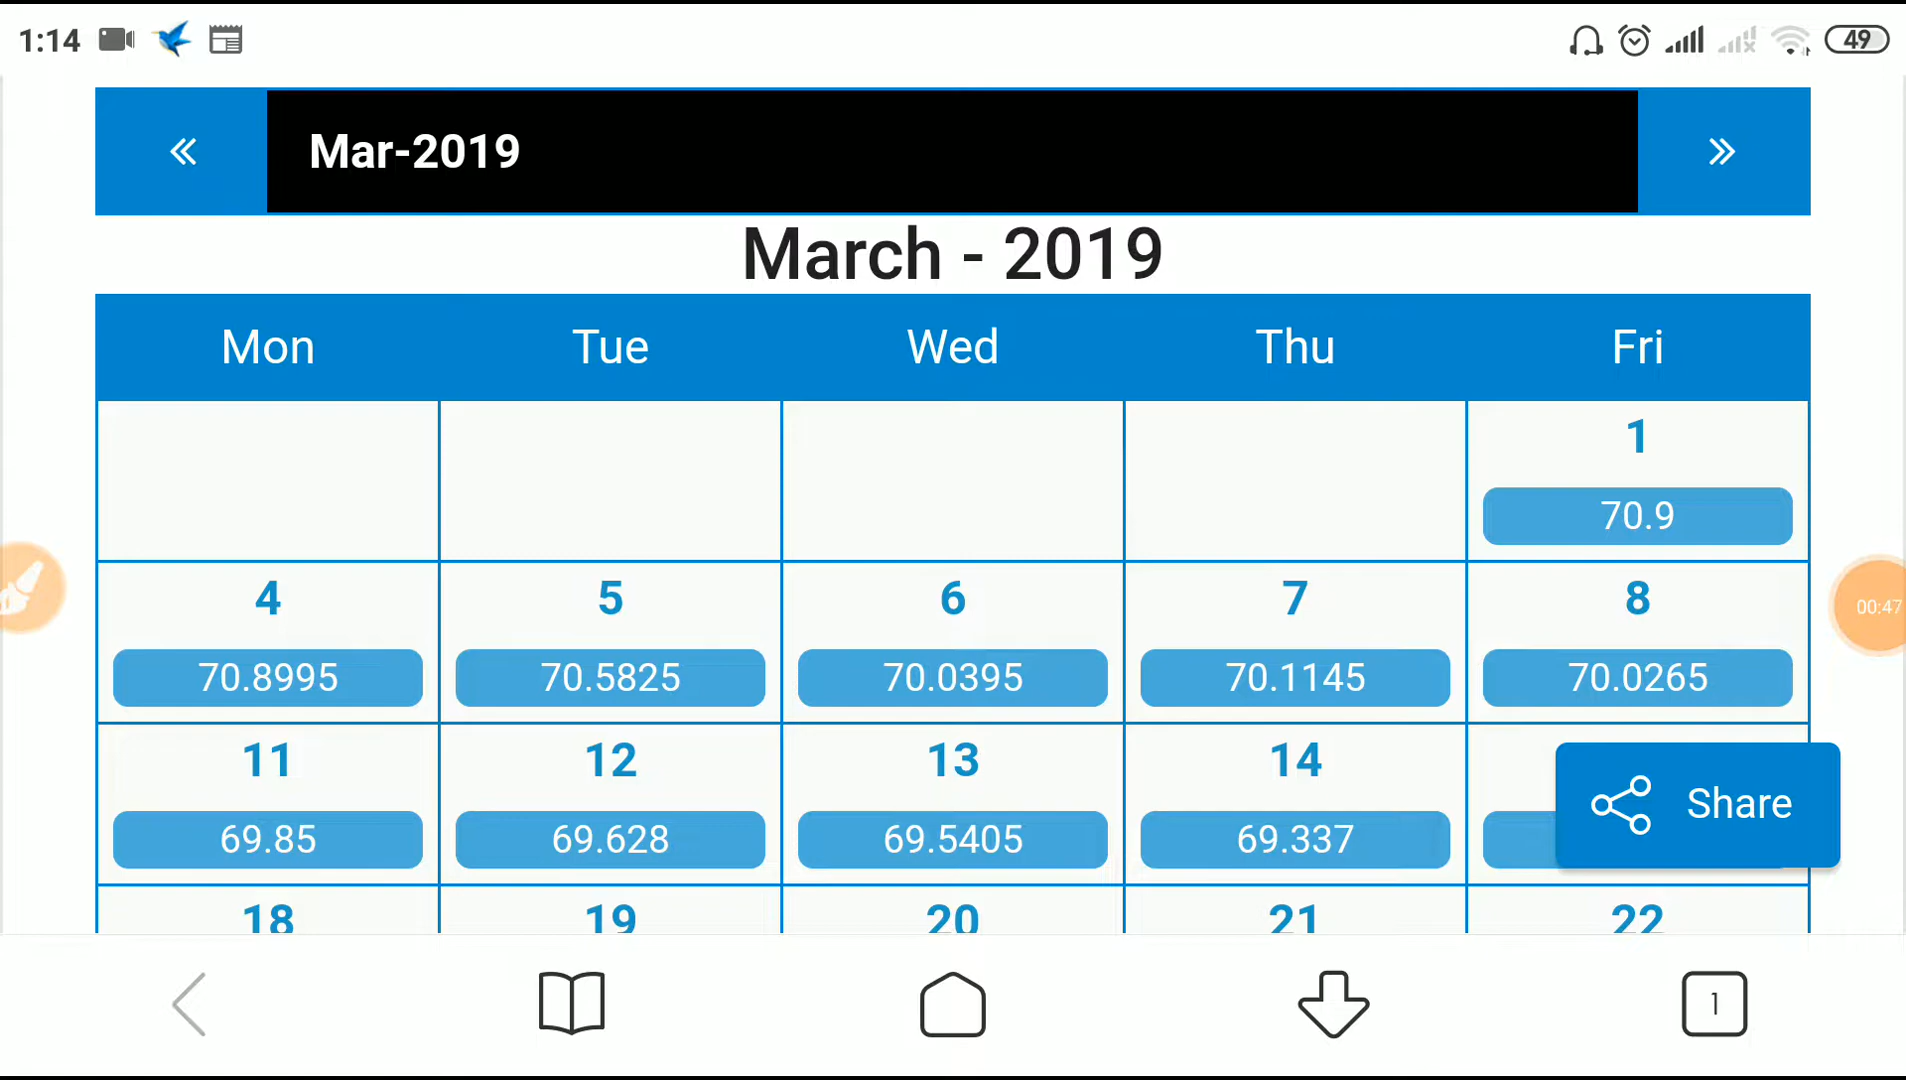 1:14 49
Mar-2019
March - 2019
Mon Tue Wed Thu Fri
1
70.9
4 5 6 7 8
70.8995 70.5825 70.0395 70.1145 70.0265
00:47
11 12 13 14
Share
69.85 69.628 69.5405 69.337
18 19 20 21 22
1